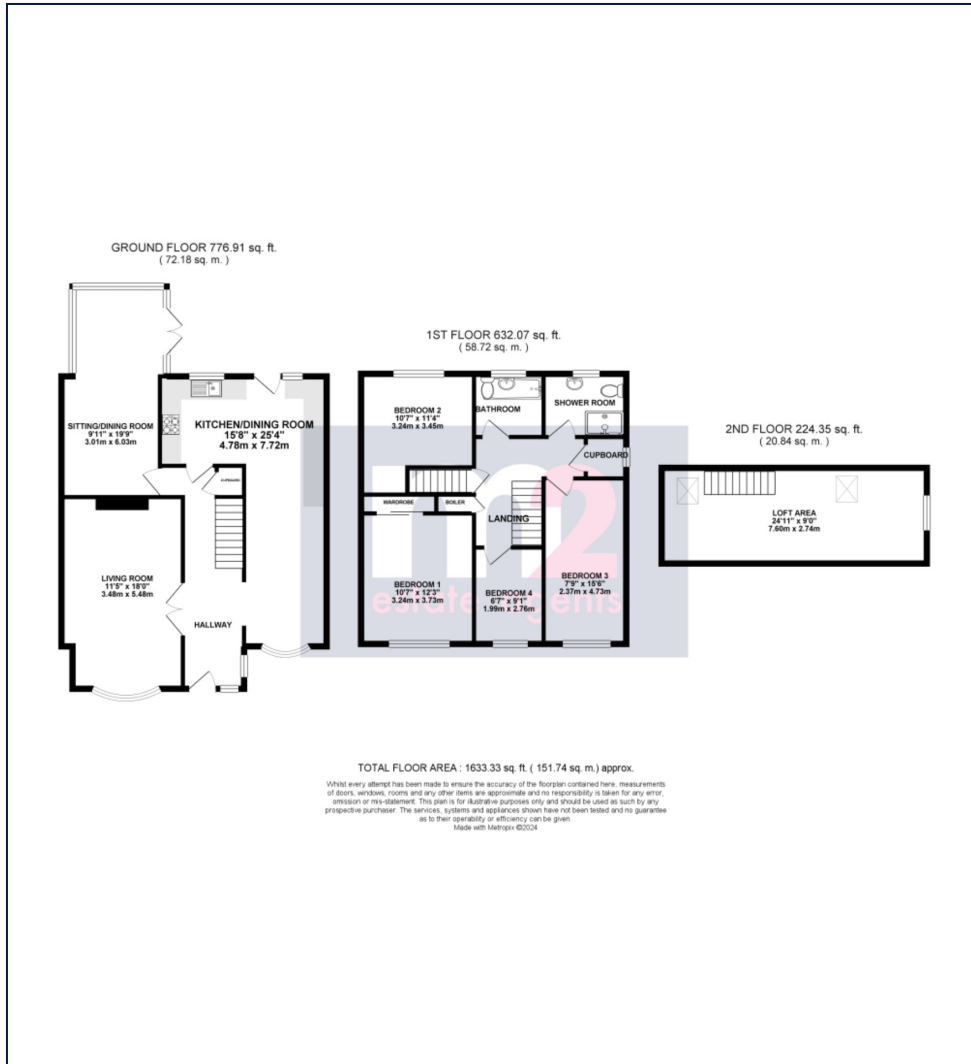 GROUND FLOOR 776.91 sq. ft.
( 72.18 sq. m. )
SITTING/DINING ROOM
9'11" x 19'9"
3.01m x 6.03m
KITCHEN/DINING ROOM
15'8" x 25'4"
4.78m x 7.72m
CUPBOARD
LIVING ROOM
11'5" x 18'0"
3.48m x 5.48m
HALLWAY
1ST FLOOR 632.07 sq. ft.
( 58.72 sq. m. )
BEDROOM 2
10'7" x 11'4"
3.24m x 3.45m
BATHROOM
SHOWER ROOM
CUPBOARD
WARDROBE
BOILER
LANDING
BEDROOM 1
10'7" x 12'3"
3.24m x 3.73m
BEDROOM 4
6'7" x 9'1"
1.99m x 2.76m
BEDROOM 3
7'9" x 15'6"
2.37m x 4.73m
m2
estate agents
2ND FLOOR 224.35 sq. ft.
( 20.84 sq. m. )
LOFT AREA
24'11" x 9'0"
7.60m x 2.74m
TOTAL FLOOR AREA : 1633.33 sq. ft. ( 151.74 sq. m.) approx.
Whilst every attempt has been made to ensure the accuracy of the floorplan contained here, measurements
of doors, windows, rooms and any other items are approximate and no responsibility is taken for any error,
omission or mis-statement. This plan is for illustrative purposes only and should be used as such by any
prospective purchaser. The services, systems and appliances shown have not been tested and no guarantee
as to their operability or efficiency can be given.
Made with Metropix ©2024